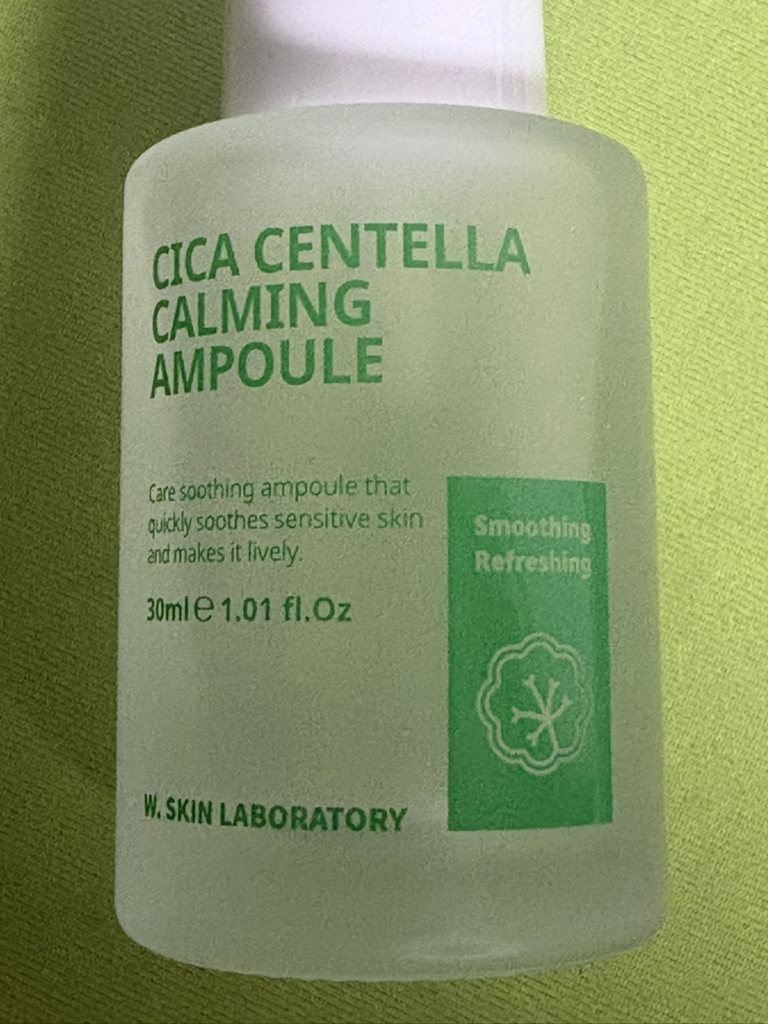 CICA CENTELLA
CALMING
AMPOULE
Care soothing ampoule that
quickly soothes sensitive skin
and makes it lively.
30ml e 1.01 fl.Oz
Smoothing
Refreshing
W. SKIN LABORATORY